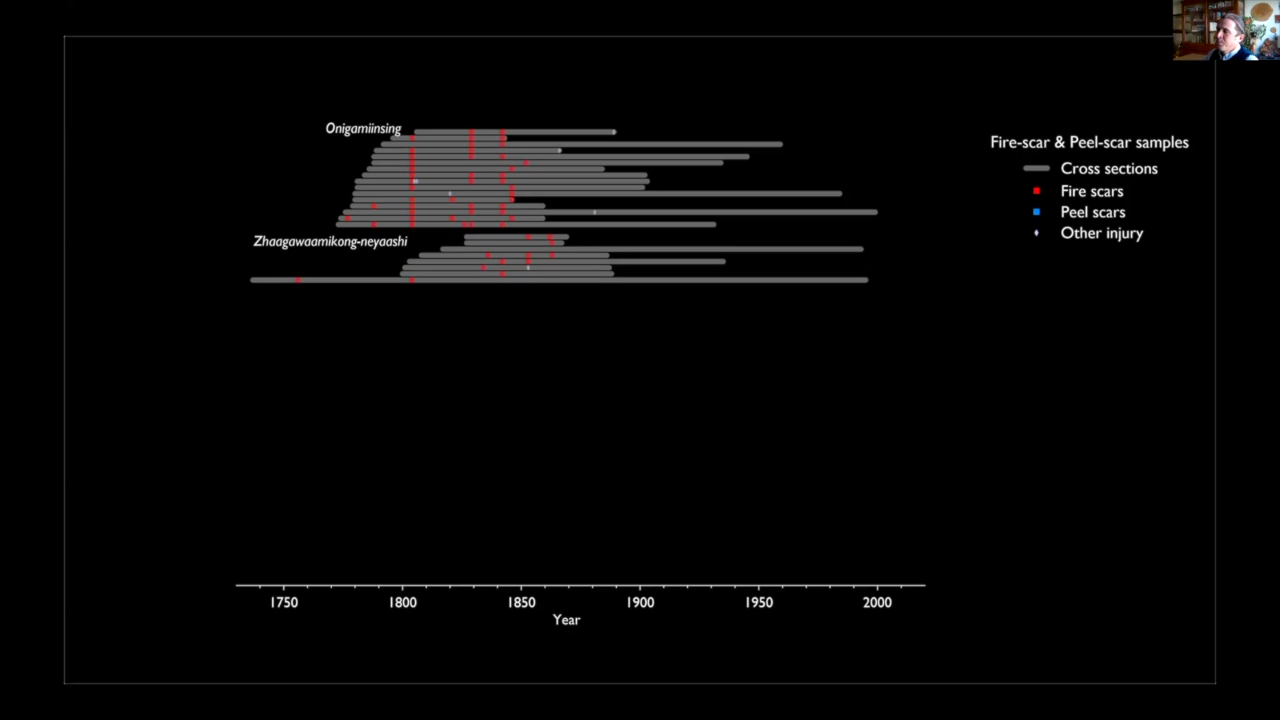 Onigamiinsing
Zhaagawaamikong-neyaashi
Fire-scar & Peel-scar samples
Cross sections
Fire scars
Peel scars
Other injury
1750 1800 1850 1900 1950 2000
Year